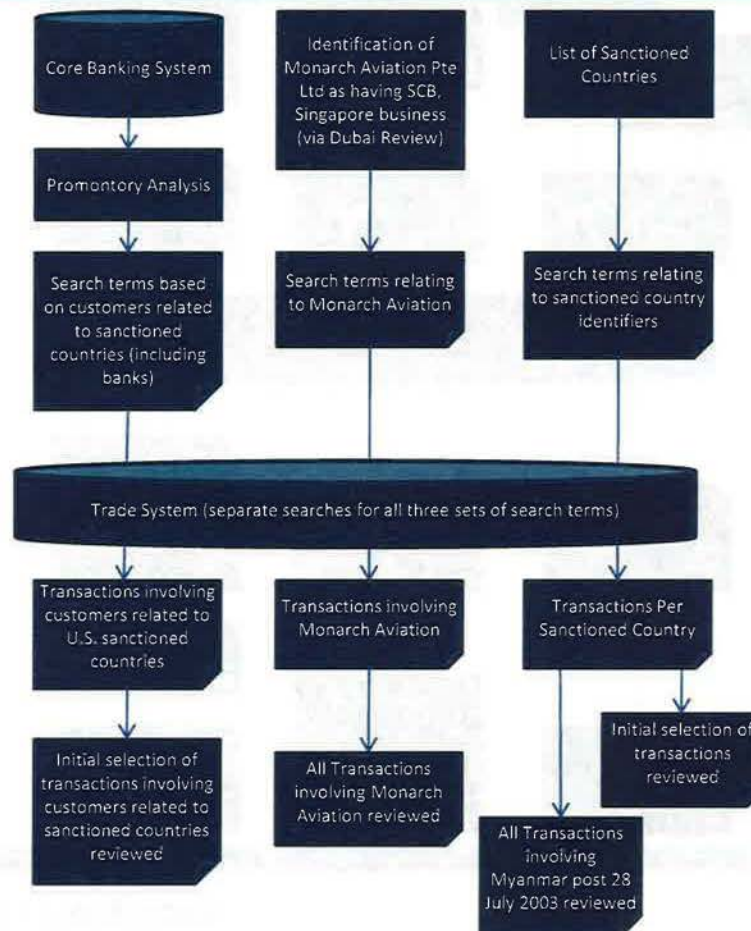 Core Banking System
Identification of
Monarch Aviation Pte
Ltd as having SCB,
Singapore business
(via Dubai Review)
List of Sanctioned
Countries
Promontory Analysis
Search terms based
on customers related
to sanctioned
countries (including
banks)
Search terms relating
to Monarch Aviation
Search terms relating
to sanctioned country
identifiers
Trade System (separate searches for all three sets of search terms)
Transactions involving
customers related to
U.S. sanctioned
countries
Transactions involving
Monarch Aviation
Transactions Per
Sanctioned Country
Initial selection of
transactions involving
customers related to
sanctioned countries
reviewed
All Transactions
involving Monarch
Aviation reviewed
Initial selection of
transactions
reviewed
All Transactions
involving
Myanmar post 28
July 2003 reviewed